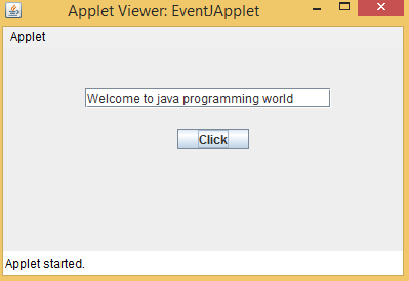 Applet Viewer: EventJApplet
Applet
Welcome to java programming world
Click
Applet started.